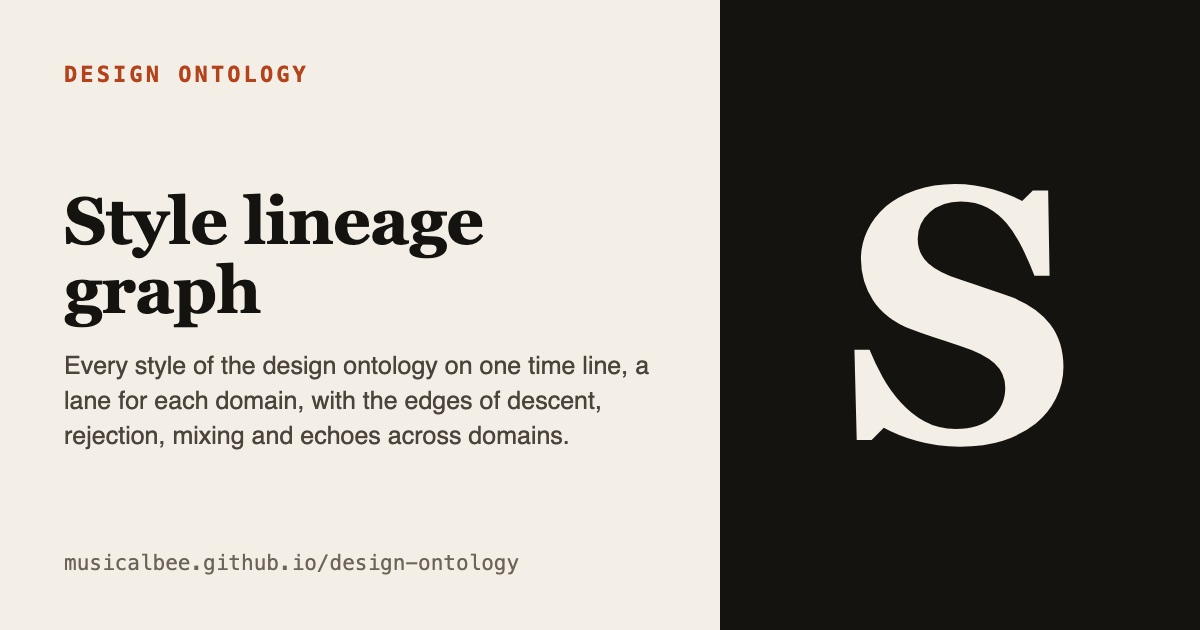 DESIGN ONTOLOGY
Style lineage
graph
Every style of the design ontology on one time line, a
lane for each domain, with the edges of descent,
rejection, mixing and echoes across domains.
musicalbee.github.io/design-ontology
S